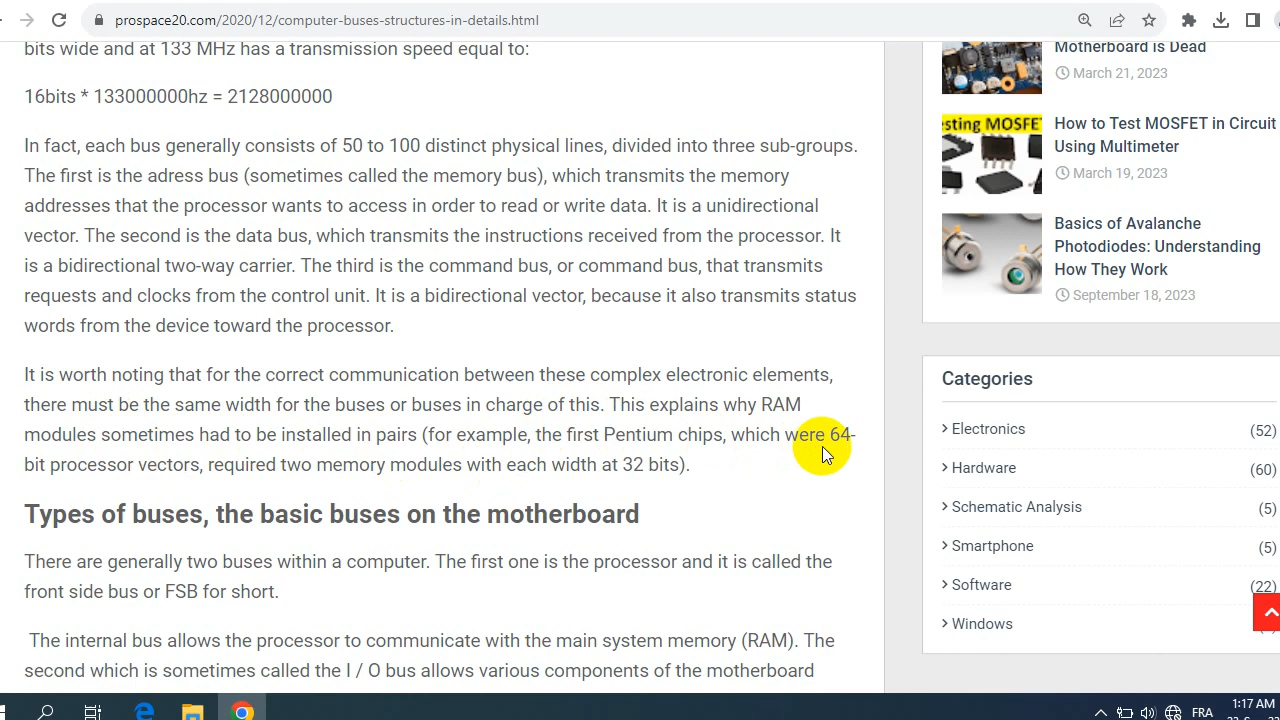 prospace20.com/2020/12/computer-buses-structures-in-details.html
bits wide and at 133 MHz has a transmission speed equal to:
16bits * 133000000hz = 2128000000
In fact, each bus generally consists of 50 to 100 distinct physical lines, divided into three sub-groups.
The first is the adress bus (sometimes called the memory bus), which transmits the memory
addresses that the processor wants to access in order to read or write data. It is a unidirectional
vector. The second is the data bus, which transmits the instructions received from the processor. It
is a bidirectional two-way carrier. The third is the command bus, or command bus, that transmits
requests and clocks from the control unit. It is a bidirectional vector, because it also transmits status
words from the device toward the processor.
It is worth noting that for the correct communication between these complex electronic elements,
there must be the same width for the buses or buses in charge of this. This explains why RAM
modules sometimes had to be installed in pairs (for example, the first Pentium chips, which were 64-
bit processor vectors, required two memory modules with each width at 32 bits).
Types of buses, the basic buses on the motherboard
There are generally two buses within a computer. The first one is the processor and it is called the
front side bus or FSB for short.
The internal bus allows the processor to communicate with the main system memory (RAM). The
second which is sometimes called the I / O bus allows various components of the motherboard
Motherboard is Dead
March 21, 2023
esting MOSFET
How to Test MOSFET in Circuit
Using Multimeter
March 19, 2023
Basics of Avalanche
Photodiodes: Understanding
How They Work
September 18, 2023
Categories
Electronics (52)
Hardware (60)
Schematic Analysis (5)
Smartphone (5)
Software (22)
Windows
FRA
1:17 AM